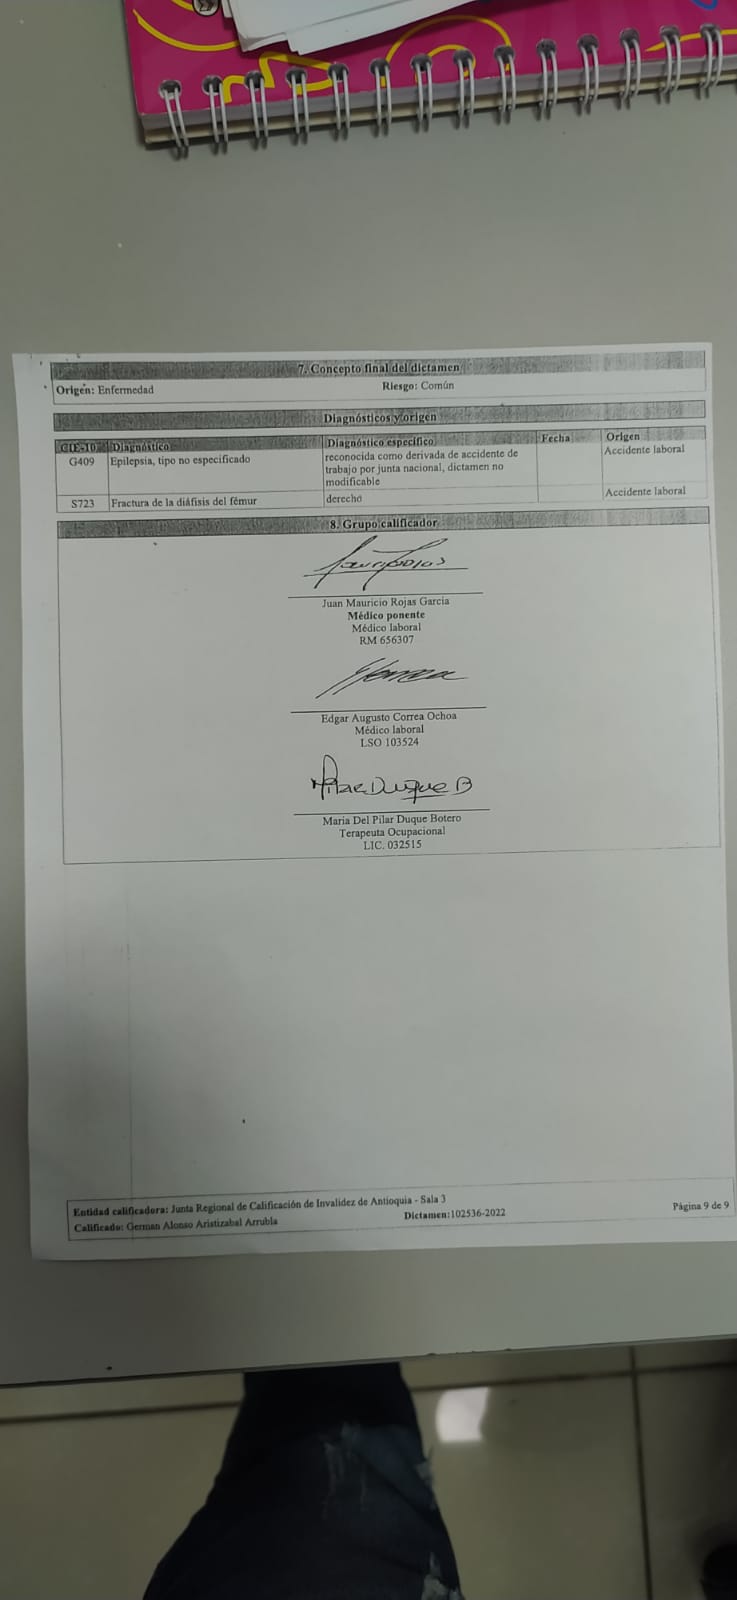 7. Concepto final del dictamen
Origen: Enfermedad Riesgo: Común
Diagnósticos y origen
CIE-10 Diagnóstico Diagnóstico específico Fecha Origen
G409 Epilepsia, tipo no especificado reconocida como derivada de accidente de Accidente laboral
trabajo por junta nacional, dictamen no
modificable
S723 Fractura de la diáfisis del fémur derecho Accidente laboral
8. Grupo calificador
Juan Mauricio Rojas Garcia
Médico ponente
Médico laboral
RM 656307
Edgar Augusto Correa Ochoa
Médico laboral
LSO 103524
Pilar Duque B
Maria Del Pilar Duque Botero
Terapeuta Ocupacional
LIC. 032515
Entidad calificadora: Junta Regional de Calificación de Invalidez de Antioquia - Sala 3
Calificado: German Alonso Aristizabal Arrubla Dictamen:102536-2022 Página 9 de 9